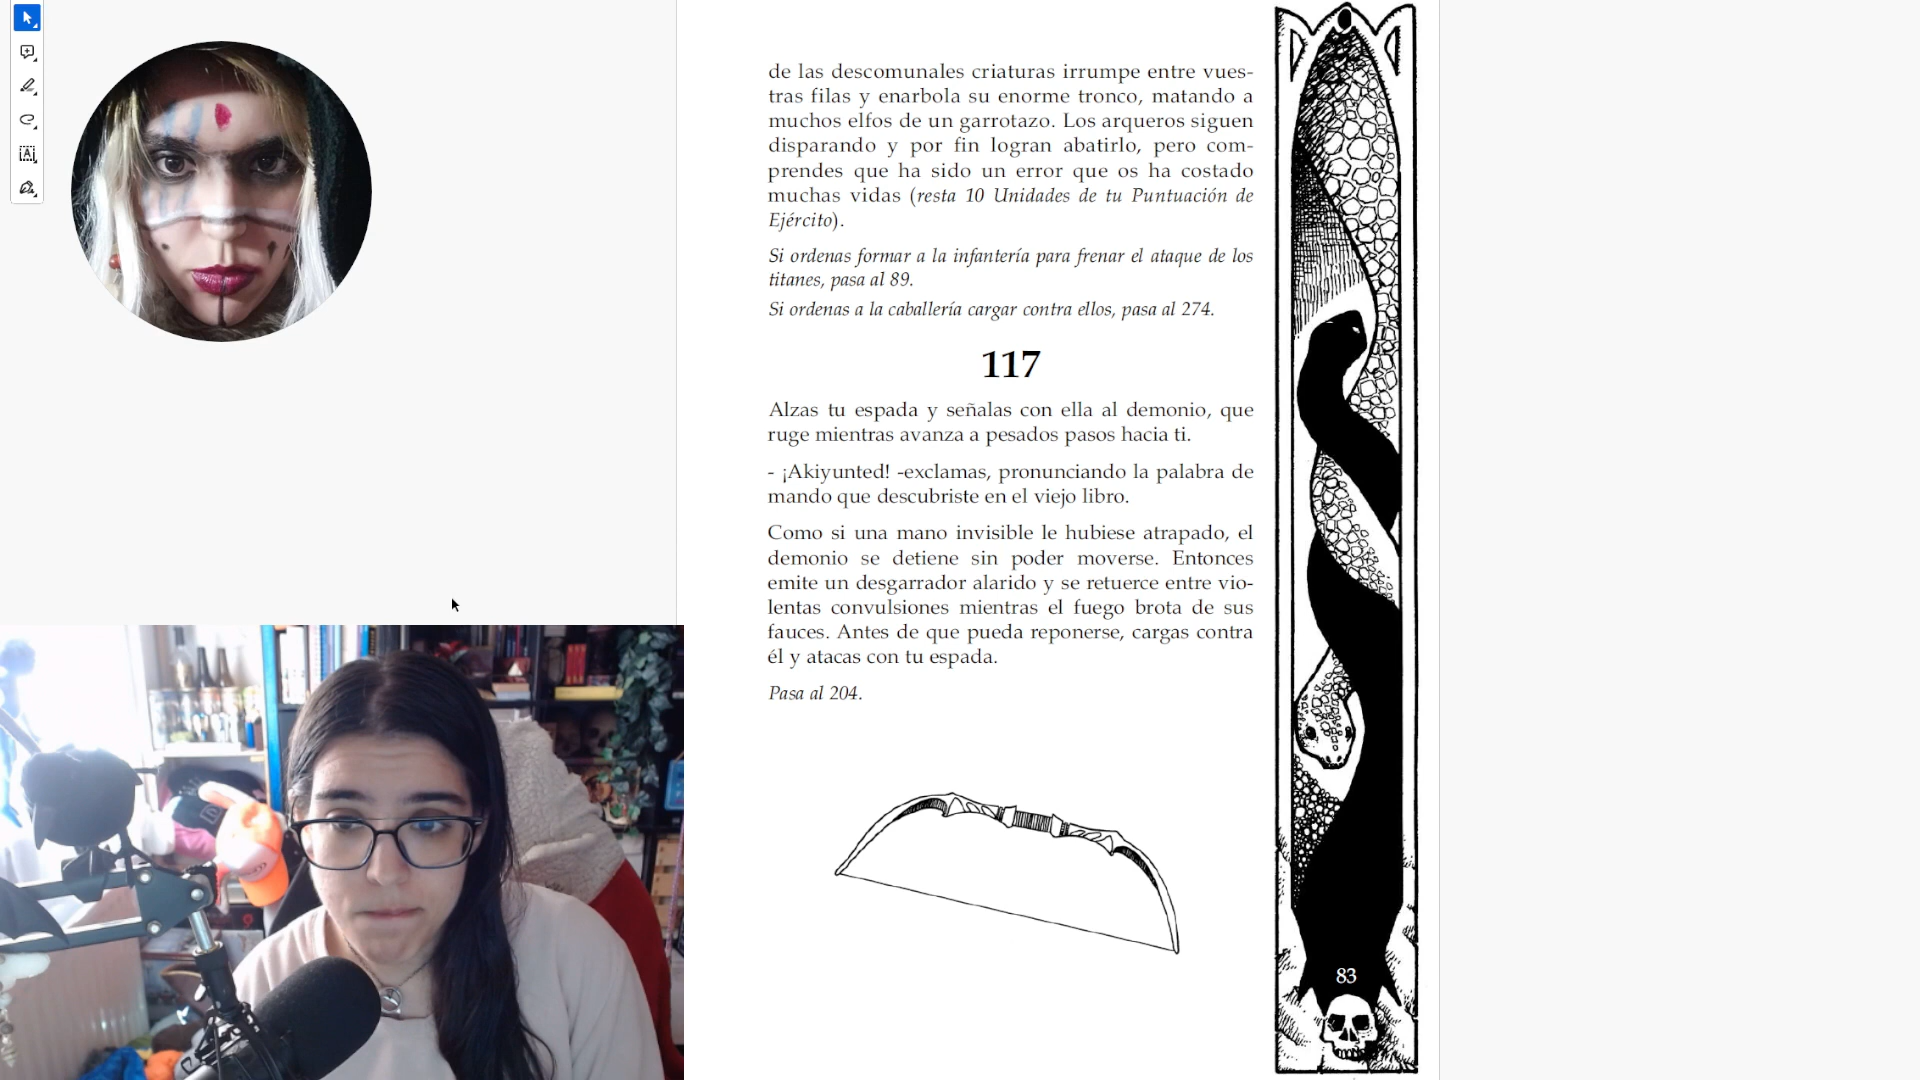 de las descomunales criaturas irrumpe entre vues-
tras filas y enarbola su enorme tronco, matando a
muchos elfos de un garrotazo. Los arqueros siguen
disparando y por fin logran abatirlo, pero com-
prendes que ha sido un error que os ha costado
muchas vidas (resta 10 Unidades de tu Puntuación de
Ejército).
Si ordenas formar a la infantería para frenar el ataque de los
titanes, pasa al 89.
Si ordenas a la caballería cargar contra ellos, pasa al 274.
117
Alzas tu espada y señalas con ella al demonio, que
ruge mientras avanza a pesados pasos hacia ti.
- ¡Akiyunted! -exclamas, pronunciando la palabra de
mando que descubriste en el viejo libro.
Como si una mano invisible le hubiese atrapado, el
demonio se detiene sin poder moverse. Entonces
emite un desgarrador alarido y se retuerce entre vio-
lentas convulsiones mientras el fuego brota de sus
fauces. Antes de que pueda reponerse, cargas contra
él y atacas con tu espada.
Pasa al 204.
83